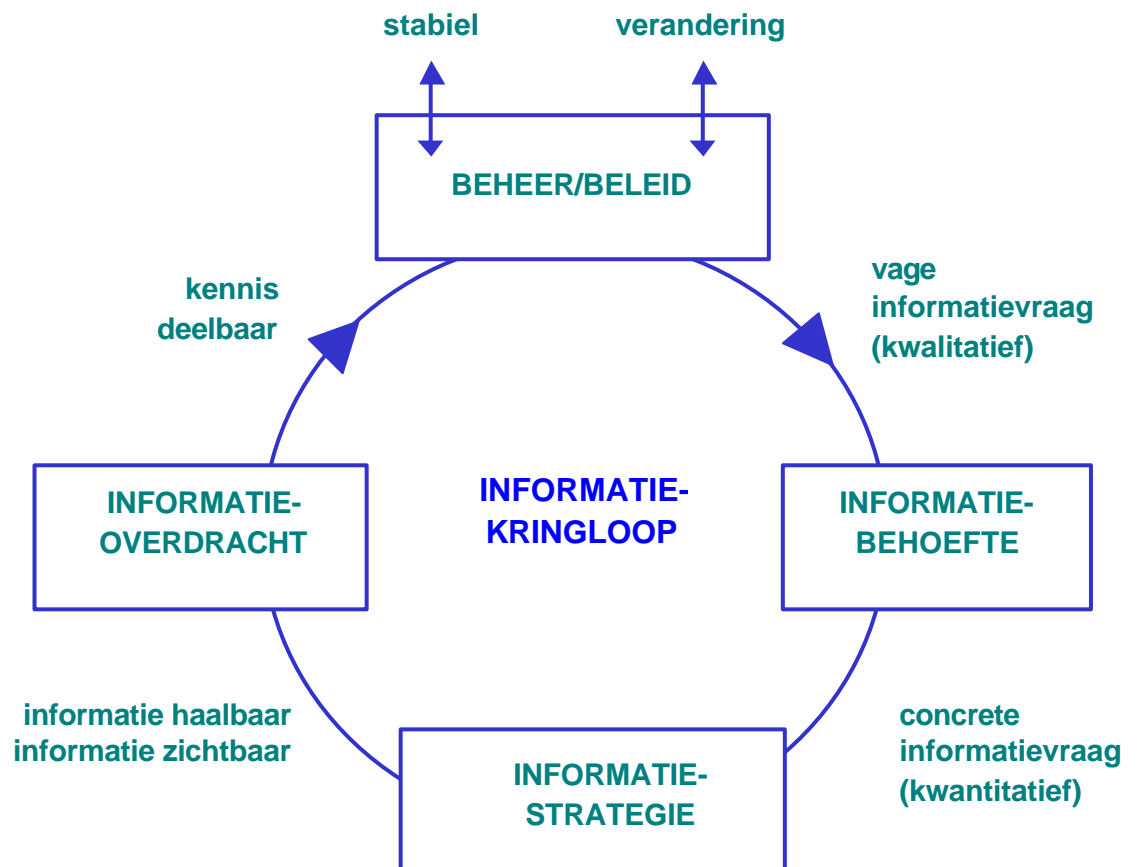 stabiel verandering
BEHEER/BELEID
kennis
deelbaar
vage
informatievraag
(kwalitatief)
INFORMATIE-
OVERDRACHT
INFORMATIE-
KRINGLOOP
INFORMATIE-
BEHOEFTE
informatie haalbaar
informatie zichtbaar
concrete
informatievraag
(kwantitatief)
INFORMATIE-
STRATEGIE